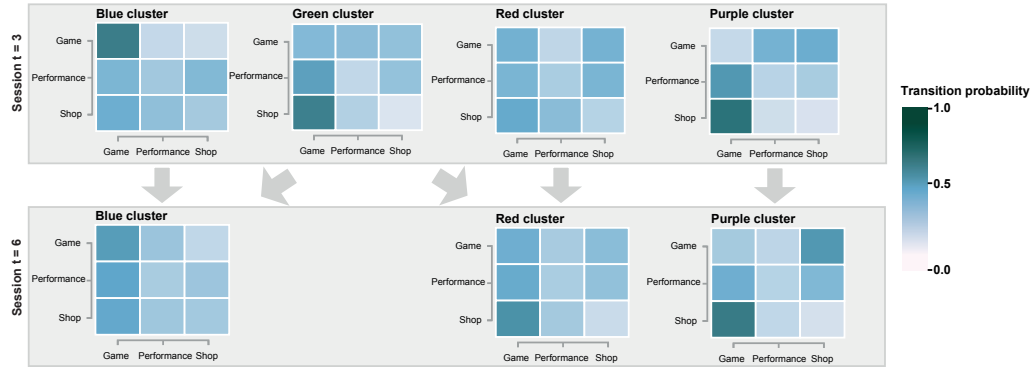 Blue cluster
Green cluster
Red cluster
Purple cluster
Session t = 3
Game
Performance
Shop
Game Performance Shop
Game
Performance
Shop
Game Performance Shop
Game
Performance
Shop
Game Performance Shop
Game
Performance
Shop
Game Performance Shop
Transition probability
1.0
0.5
0.0
Session t = 6
Blue cluster
Game
Performance
Shop
Game Performance Shop
Red cluster
Game
Performance
Shop
Game Performance Shop
Purple cluster
Game
Performance
Shop
Game Performance Shop